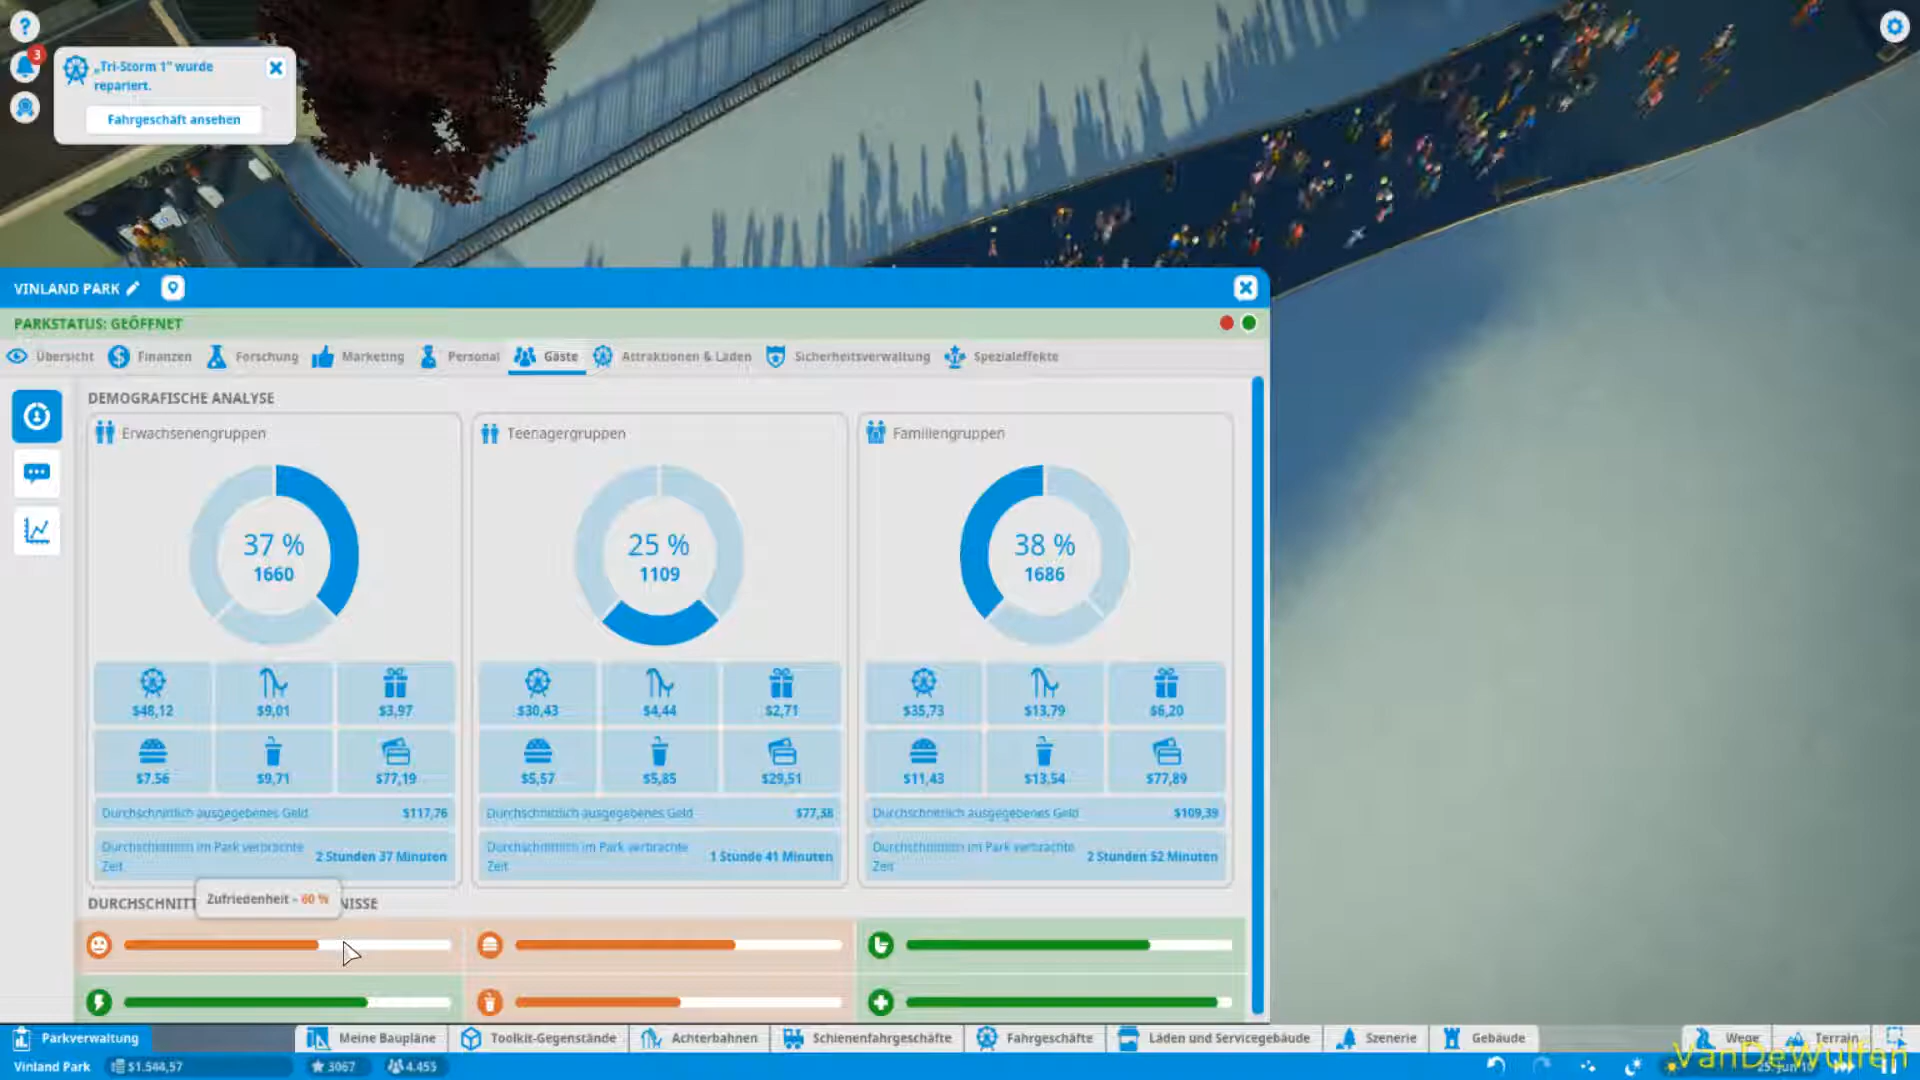 ?
3
„Tri-Storm 1“ wurde
repariert.
Fahrgeschäft ansehen
VINLAND PARK
PARKSTATUS: GEÖFFNET
Übersicht
Finanzen
Forschung
Marketing
Personal
Gäste
Attraktionen & Läden
Sicherheitsverwaltung
Spezialeffekte
DEMOGRAFISCHE ANALYSE
Erwachsenengruppen
37 %
1660
$48,12 $9,01 $3,97
$7,56 $9,71 $77,19
Durchschnittlich ausgegebenes Geld $117,76
Durchschnittlich im Park verbrachte
Zeit
2 Stunden 37 Minuten
Teenagergruppen
25 %
1109
$30,43 $4,44 $2,71
$5,57 $5,85 $29,51
Durchschnittlich ausgegebenes Geld $77,38
Durchschnittlich im Park verbrachte
Zeit
1 Stunde 41 Minuten
Familiengruppen
38 %
1686
$35,73 $13,79 $6,20
$11,43 $13,54 $77,89
Durchschnittlich ausgegebenes Geld $109,39
Durchschnittlich im Park verbrachte
Zeit
2 Stunden 52 Minuten
Zufriedenheit - 60 %
DURCHSCHNITT NISSE
Parkverwaltung
Meine Baupläne
Toolkit-Gegenstände
Achterbahnen
Schienenfahrgeschäfte
Fahrgeschäfte
Läden und Servicegebäude
Szenerie
Gebäude
Wege
Terrain
Vinland Park
$1.544,57
3067
4.455
VanDeWulfen